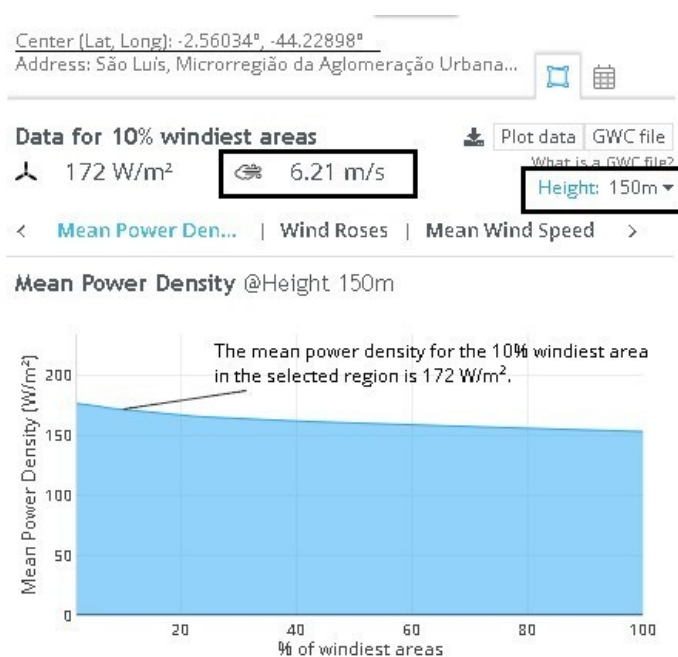 Center (Lat, Long): -2.56034°, -44.22898°
Address: São Luís, Microrregião da Aglomeração Urbana...
Data for 10% windiest areas
Plot data GWC file
What is a GWC file?
172 W/m² 6.21 m/s
Height: 150m
< Mean Power Den... | Wind Roses | Mean Wind Speed >
Mean Power Density @Height 150m
The mean power density for the 10% windiest area
in the selected region is 172 W/m².
Mean Power Density (W/m²)
200
150
100
50
0
20 40 60 80 100
% of windiest areas